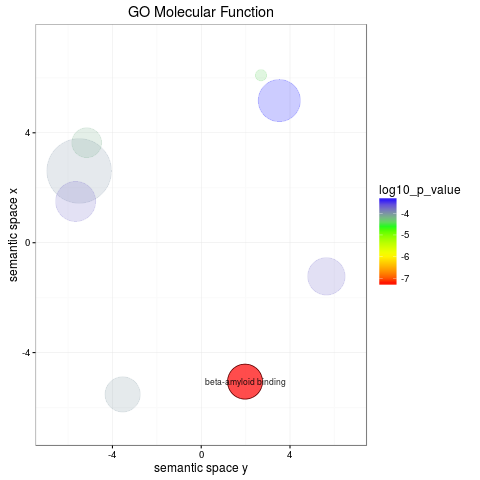 GO Molecular Function
semantic space x
4
0
-4
beta-amyloid binding
-4
0
4
semantic space y
log10_p_value
-4
-5
-6
-7